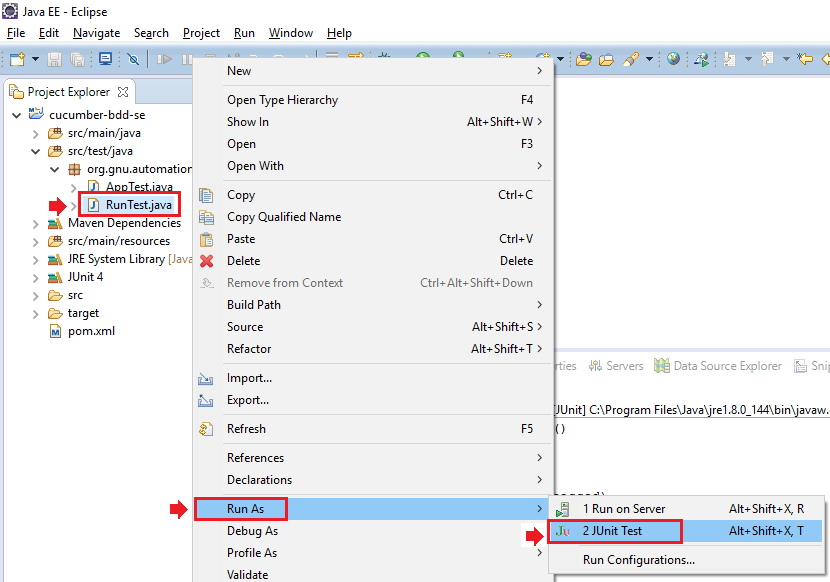 Java EE - Eclipse
File Edit Navigate Search Project Run Window Help
Project Explorer
cucumber-bdd-se
src/main/java
src/test/java
org.gnu.automation
AppTest.java
RunTest.java
Maven Dependencies
src/main/resources
JRE System Library [Java
JUnit 4
src
target
pom.xml
New
Open Type Hierarchy F4
Show In Alt+Shift+W
Open F3
Open With
Copy Ctrl+C
Copy Qualified Name
Paste Ctrl+V
Delete Delete
Remove from Context Ctrl+Alt+Shift+Down
Build Path
Source Alt+Shift+S
Refactor Alt+Shift+T
Import...
Export...
Refresh F5
References
Declarations
Run As
Debug As
Profile As
Validate
rties Servers Data Source Explorer Snip
[JUnit] C:\Program Files\Java\jre1.8.0_144\bin\javaw.
()
1 Run on Server Alt+Shift+X, R
Ju 2 JUnit Test Alt+Shift+X, T
Run Configurations...